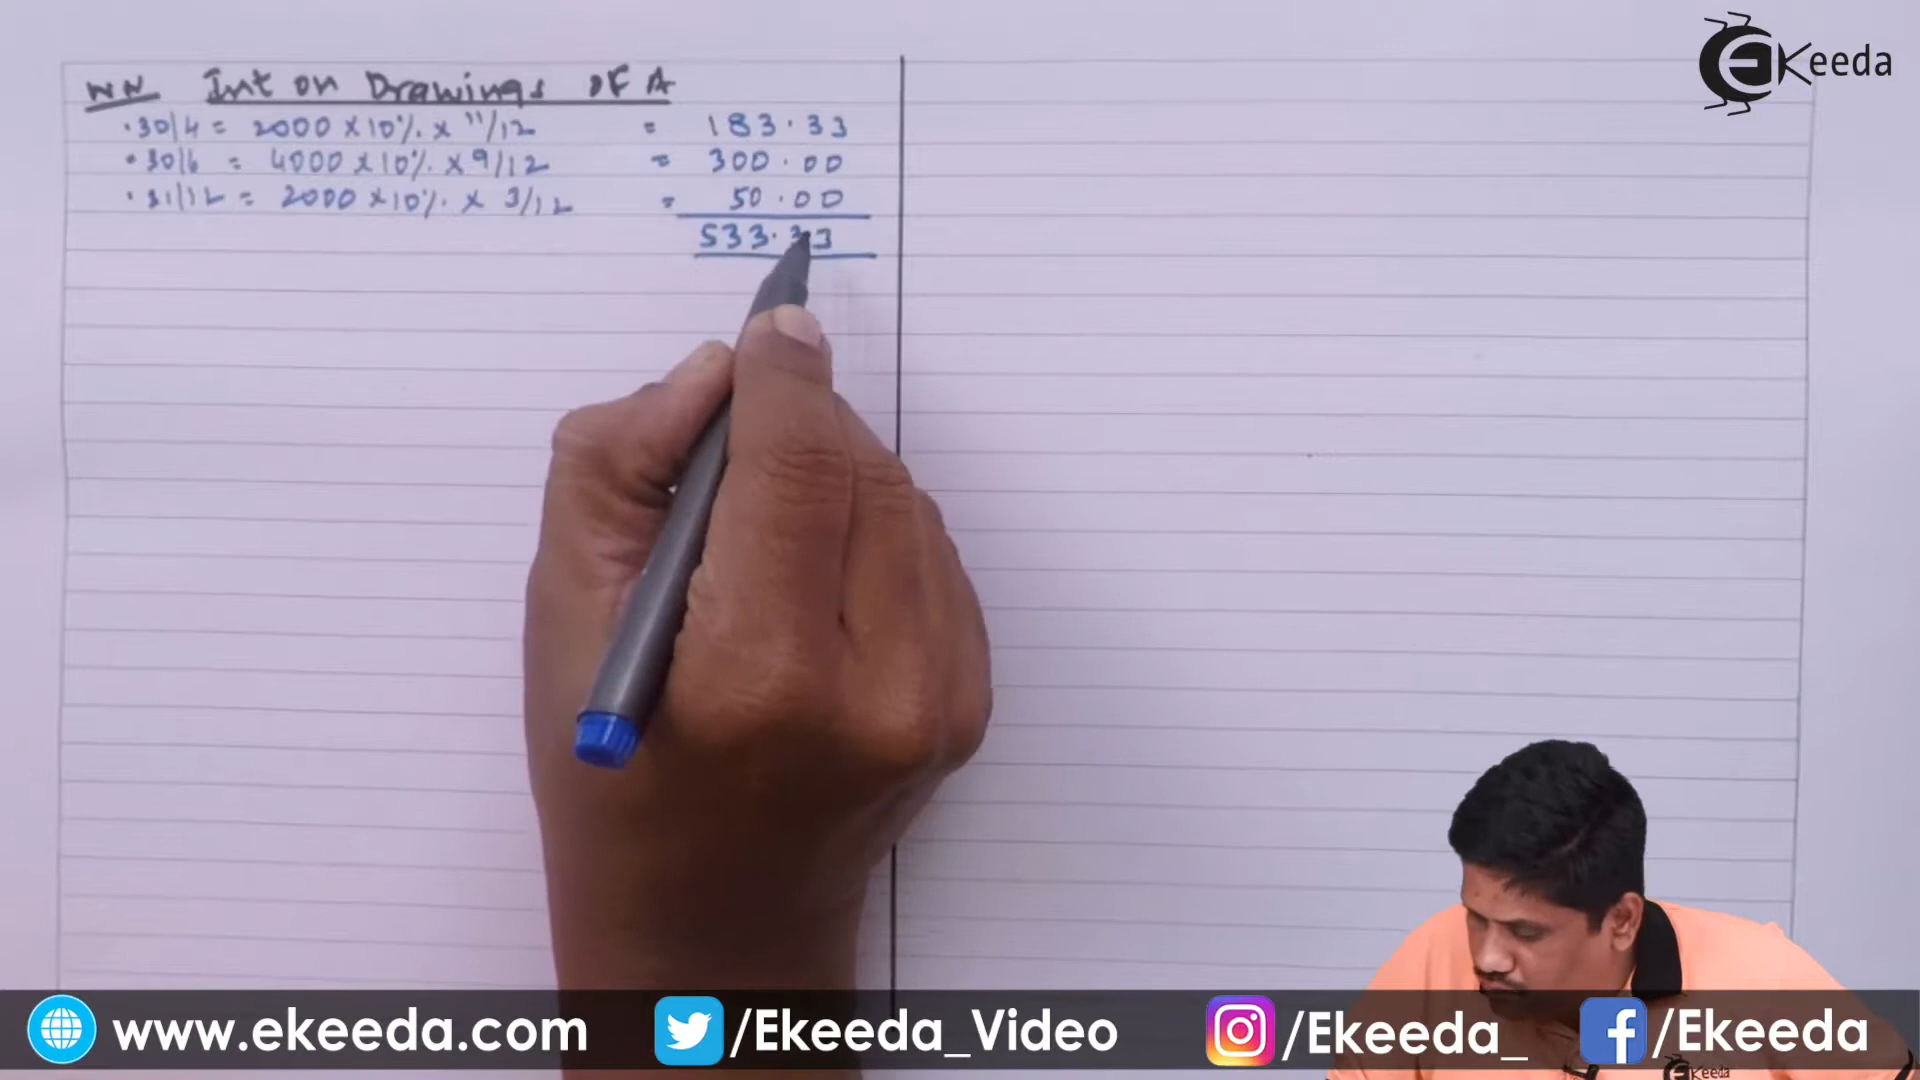 WN Int on Drawings OF A
• 30/4 = 2000 x 10% x 11/12 = 183.33
• 30/6 = 4000 x 10% x 9/12 = 300.00
• 31/12 = 2000 x 10% x 3/12 = 50.00
533.33
Ekeeda
www.ekeeda.com /Ekeeda_Video /Ekeeda_ /Ekeeda
Keeda